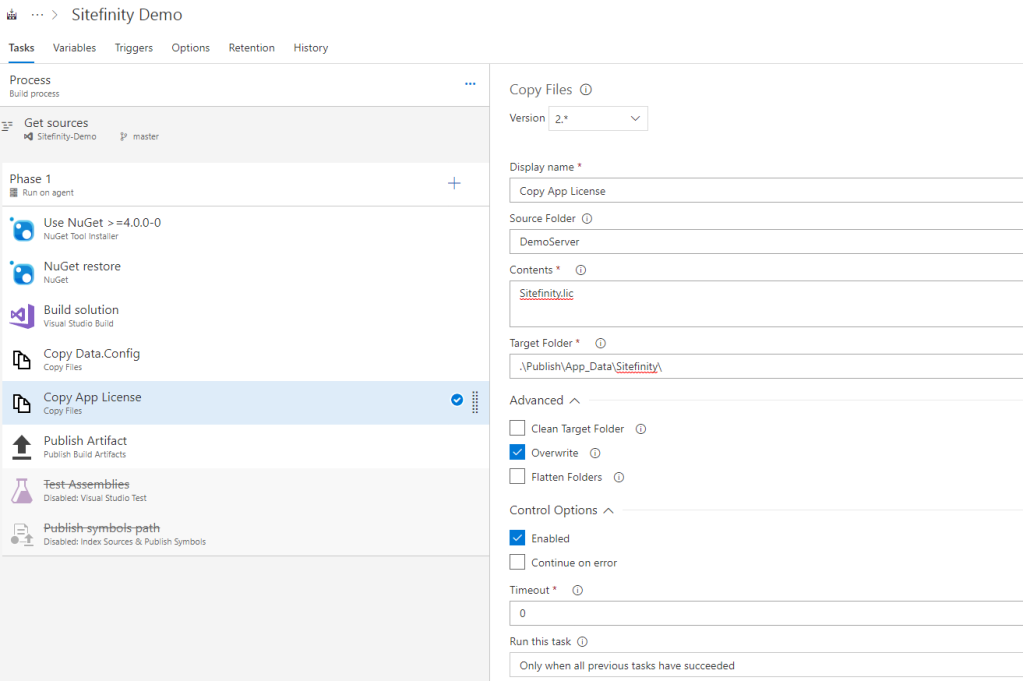 ··· > Sitefinity Demo
Tasks Variables Triggers Options Retention History
Process
Build process
···
Get sources
Sitefinity-Demo master
Phase 1
Run on agent
Use NuGet >=4.0.0-0
NuGet Tool Installer
NuGet restore
NuGet
Build solution
Visual Studio Build
Copy Data.Config
Copy Files
Copy App License
Copy Files
Publish Artifact
Publish Build Artifacts
Test Assemblies
Disabled: Visual Studio Test
Publish symbols path
Disabled: Index Sources & Publish Symbols
Copy Files
Version 2.*
Display name *
Copy App License
Source Folder
DemoServer
Contents *
Sitefinity.lic
Target Folder *
.\Publish\App_Data\Sitefinity\
Advanced
Clean Target Folder
Overwrite
Flatten Folders
Control Options
Enabled
Continue on error
Timeout *
0
Run this task
Only when all previous tasks have succeeded